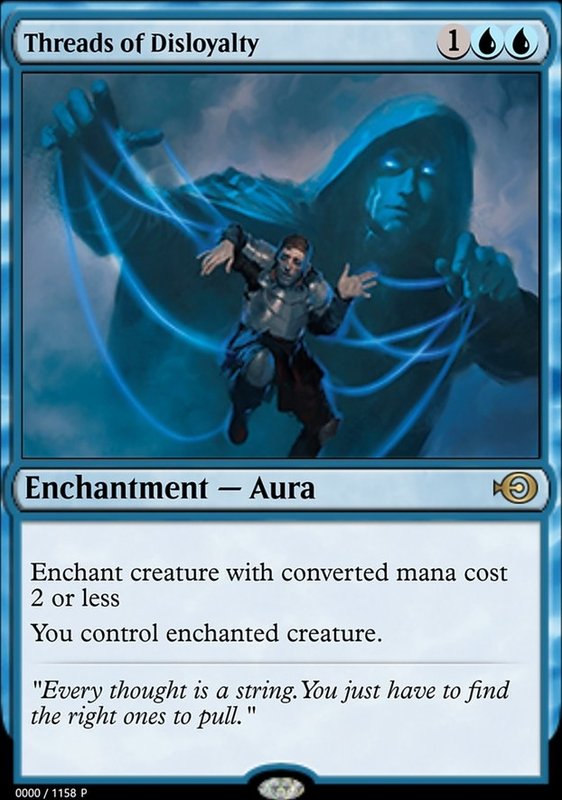 Threads of Disloyalty 1
Enchantment — Aura
Enchant creature with converted mana cost
2 or less
You control enchanted creature.
"Every thought is a string. You just have to find
the right ones to pull."
0000 / 1158 P